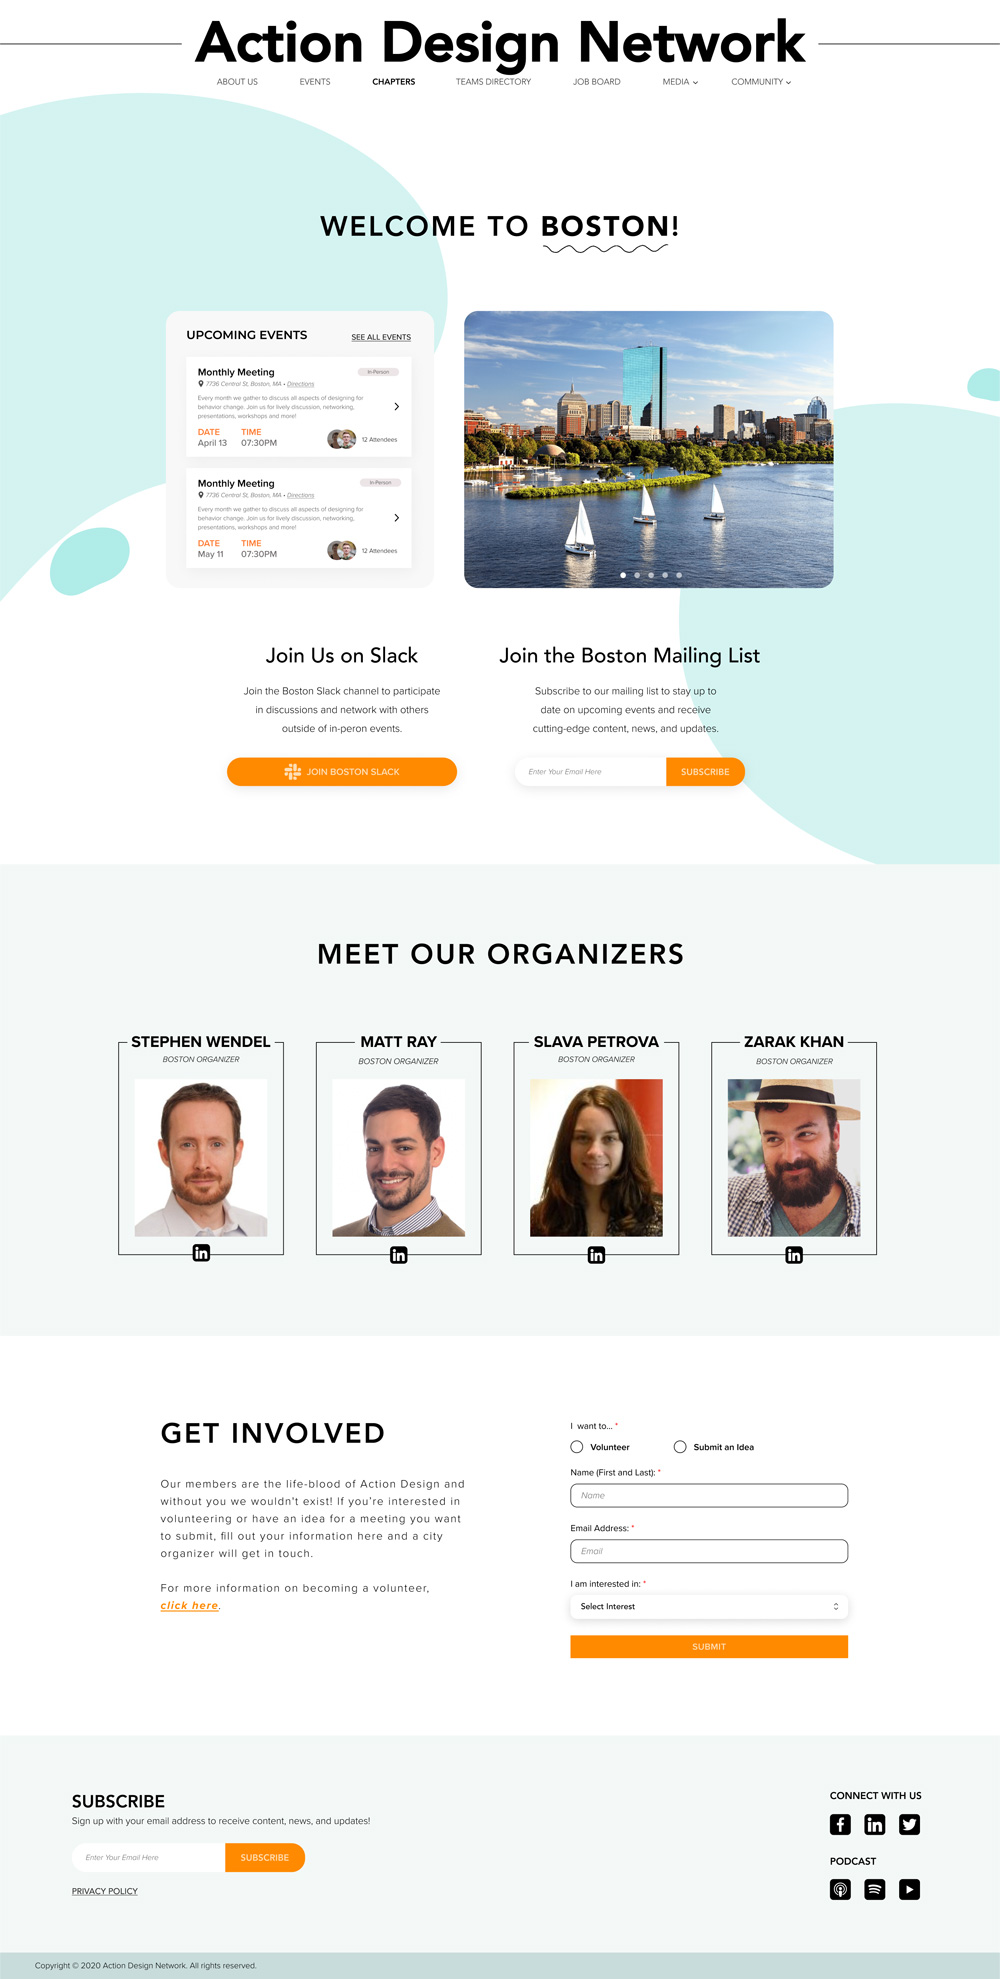 Action Design Network
ABOUT US EVENTS CHAPTERS TEAMS DIRECTORY JOB BOARD MEDIA COMMUNITY
WELCOME TO BOSTON!
UPCOMING EVENTS SEE ALL EVENTS
Monthly Meeting In-Person
7736 Central St, Boston, MA • Directions
Every month we gather to discuss all aspects of designing for
behavior change. Join us for lively discussion, networking,
presentations, workshops and more!
DATE TIME
April 13 07:30PM 12 Attendees
Monthly Meeting In-Person
7736 Central St, Boston, MA • Directions
Every month we gather to discuss all aspects of designing for
behavior change. Join us for lively discussion, networking,
presentations, workshops and more!
DATE TIME
May 11 07:30PM 12 Attendees
Join Us on Slack
Join the Boston Slack channel to participate
in discussions and network with others
outside of in-peron events.
JOIN BOSTON SLACK
Join the Boston Mailing List
Subscribe to our mailing list to stay up to
date on upcoming events and receive
cutting-edge content, news, and updates.
Enter Your Email Here SUBSCRIBE
MEET OUR ORGANIZERS
STEPHEN WENDEL
BOSTON ORGANIZER
in
MATT RAY
BOSTON ORGANIZER
in
SLAVA PETROVA
BOSTON ORGANIZER
in
ZARAK KHAN
BOSTON ORGANIZER
in
GET INVOLVED
Our members are the life-blood of Action Design and
without you we wouldn't exist! If you're interested in
volunteering or have an idea for a meeting you want
to submit, fill out your information here and a city
organizer will get in touch.
For more information on becoming a volunteer,
click here.
I want to... *
Volunteer Submit an Idea
Name (First and Last): *
Name
Email Address: *
Email
I am interested in: *
Select Interest
SUBMIT
SUBSCRIBE
Sign up with your email address to receive content, news, and updates!
Enter Your Email Here SUBSCRIBE
PRIVACY POLICY
CONNECT WITH US
f in
PODCAST
Copyright © 2020 Action Design Network. All rights reserved.